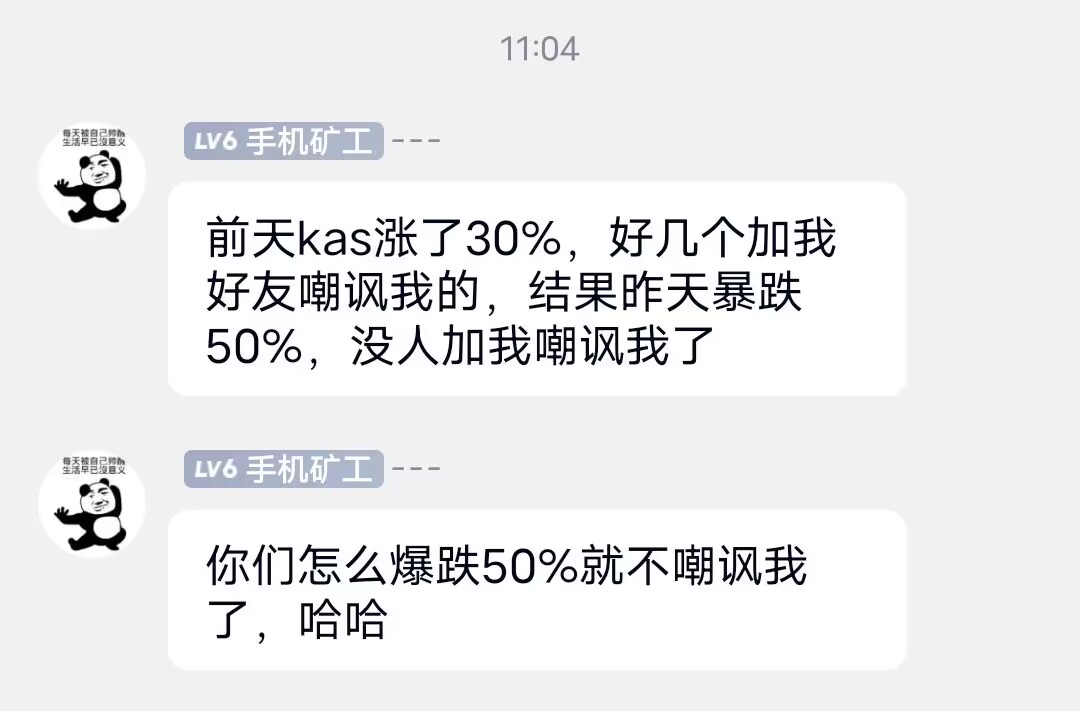 11:04
每天被自己帅醒
生活早已没意义
LV6 手机矿工 ---
前天kas涨了30%，好几个加我
好友嘲讽我的，结果昨天暴跌
50%，没人加我嘲讽我了
每天被自己帅醒
生活早已没意义
LV6 手机矿工 ---
你们怎么爆跌50%就不嘲讽我
了，哈哈